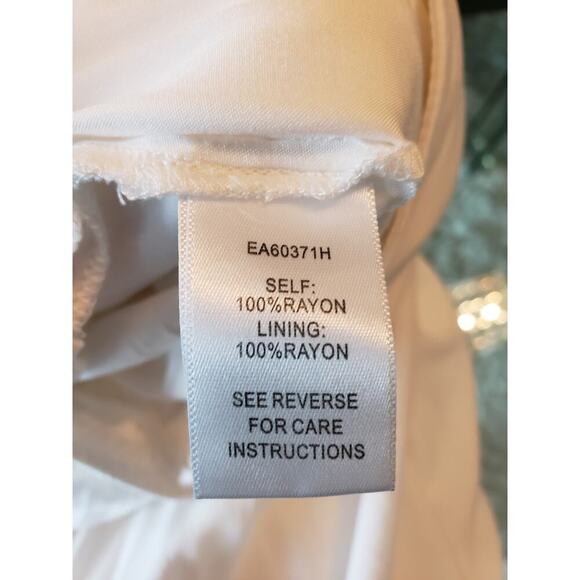 EA60371H
SELF:
100%RAYON
LINING:
100%RAYON
SEE REVERSE
FOR CARE
INSTRUCTIONS